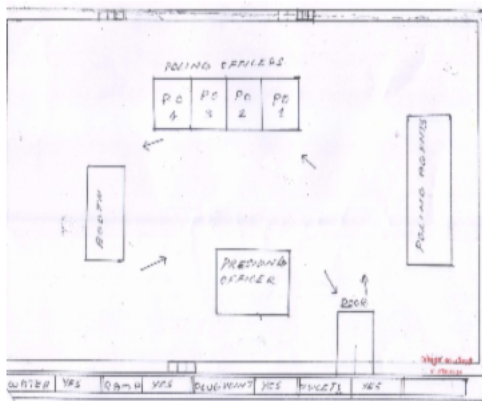 POLING OFFICERS
PO 4
PO 3
PO 2
PO 1
BOOTH
POLING AGENTS
PRESIDING
OFFICER
DOOR
YES RAMP YES PLUG POINT YES TOILETS YES